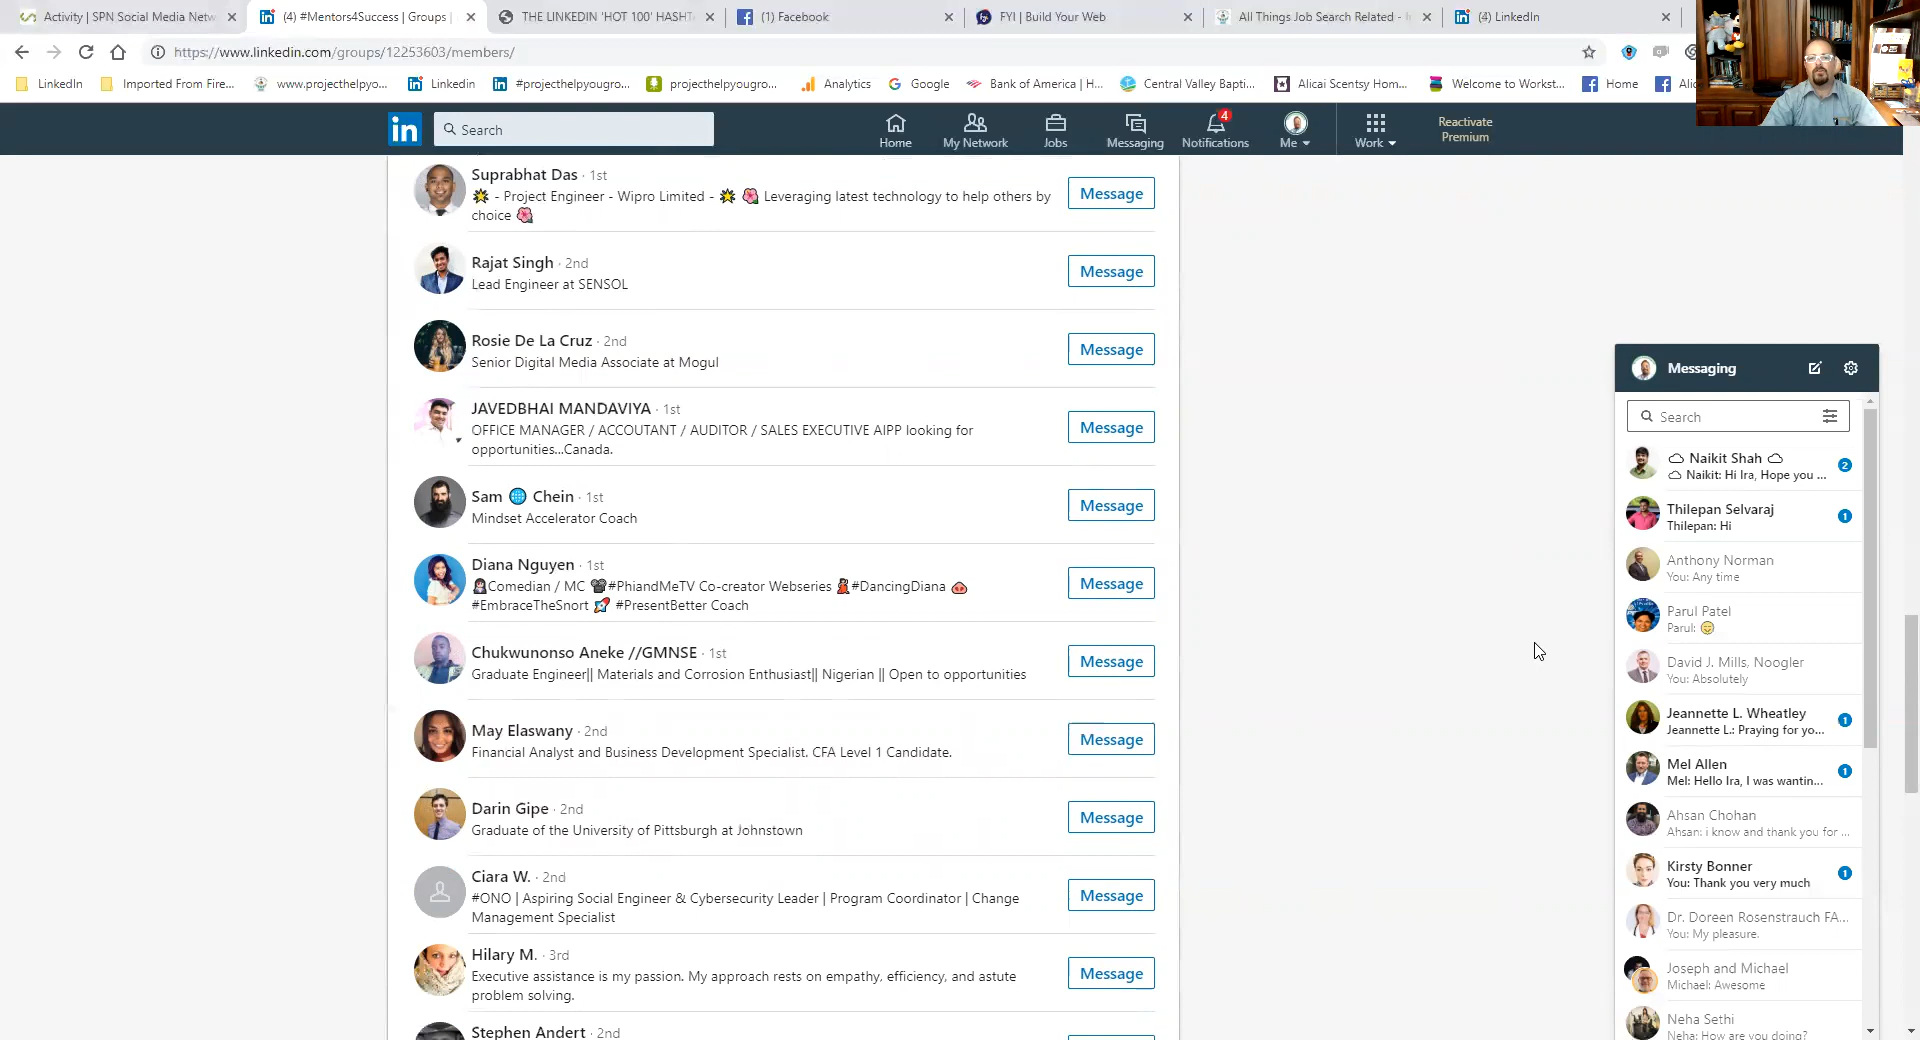 Activity | SPN Social Media Netw
(4) #Mentors4Success | Groups |
THE LINKEDIN 'HOT 100' HASHT
(1) Facebook
FYI | Build Your Web
All Things Job Search Related -
(4) LinkedIn
https://www.linkedin.com/groups/12253603/members/
LinkedIn
Imported From Fire...
www.projecthelpyo...
Linkedin
#projecthelpyougro...
projecthelpyougro...
Analytics
Google
Bank of America | H...
Central Valley Bapti...
Alicai Scentsy Hom...
Welcome to Workst...
Home
in
Search
Home
My Network
Jobs
Messaging
4
Notifications
Me
Work
Reactivate
Premium
Suprabhat Das · 1st
🌟 - Project Engineer - Wipro Limited - 🌟 🌺 Leveraging latest technology to help others by
choice 🌺
Message
Rajat Singh · 2nd
Lead Engineer at SENSOL
Message
Rosie De La Cruz · 2nd
Senior Digital Media Associate at Mogul
Message
JAVEDBHAI MANDAVIYA · 1st
OFFICE MANAGER / ACCOUTANT / AUDITOR / SALES EXECUTIVE AIPP looking for
opportunities...Canada.
Message
Sam 🌐 Chein · 1st
Mindset Accelerator Coach
Message
Diana Nguyen · 1st
👩Comedian / MC 🎥#PhiandMeTV Co-creator Webseries 💃#DancingDiana 🐽
#EmbraceTheSnort 🚀 #PresentBetter Coach
Message
Chukwunonso Aneke //GMNSE · 1st
Graduate Engineer|| Materials and Corrosion Enthusiast|| Nigerian || Open to opportunities
Message
May Elaswany · 2nd
Financial Analyst and Business Development Specialist. CFA Level 1 Candidate.
Message
Darin Gipe · 2nd
Graduate of the University of Pittsburgh at Johnstown
Message
Ciara W. · 2nd
#ONO | Aspiring Social Engineer & Cybersecurity Leader | Program Coordinator | Change
Management Specialist
Message
Hilary M. · 3rd
Executive assistance is my passion. My approach rests on empathy, efficiency, and astute
problem solving.
Message
Stephen Andert · 2nd
Messaging
Search
Naikit Shah
Naikit: Hi Ira, Hope you ...
2
Thilepan Selvaraj
Thilepan: Hi
1
Anthony Norman
You: Any time
Parul Patel
Parul: 😊
David J. Mills, Noogler
You: Absolutely
Jeannette L. Wheatley
Jeannette L.: Praying for yo...
1
Mel Allen
Mel: Hello Ira, I was wantin...
1
Ahsan Chohan
Ahsan: i know and thank you for ...
Kirsty Bonner
You: Thank you very much
1
Dr. Doreen Rosenstrauch FA...
You: My pleasure.
Joseph and Michael
Michael: Awesome
Neha Sethi
Neha: How are you doing?